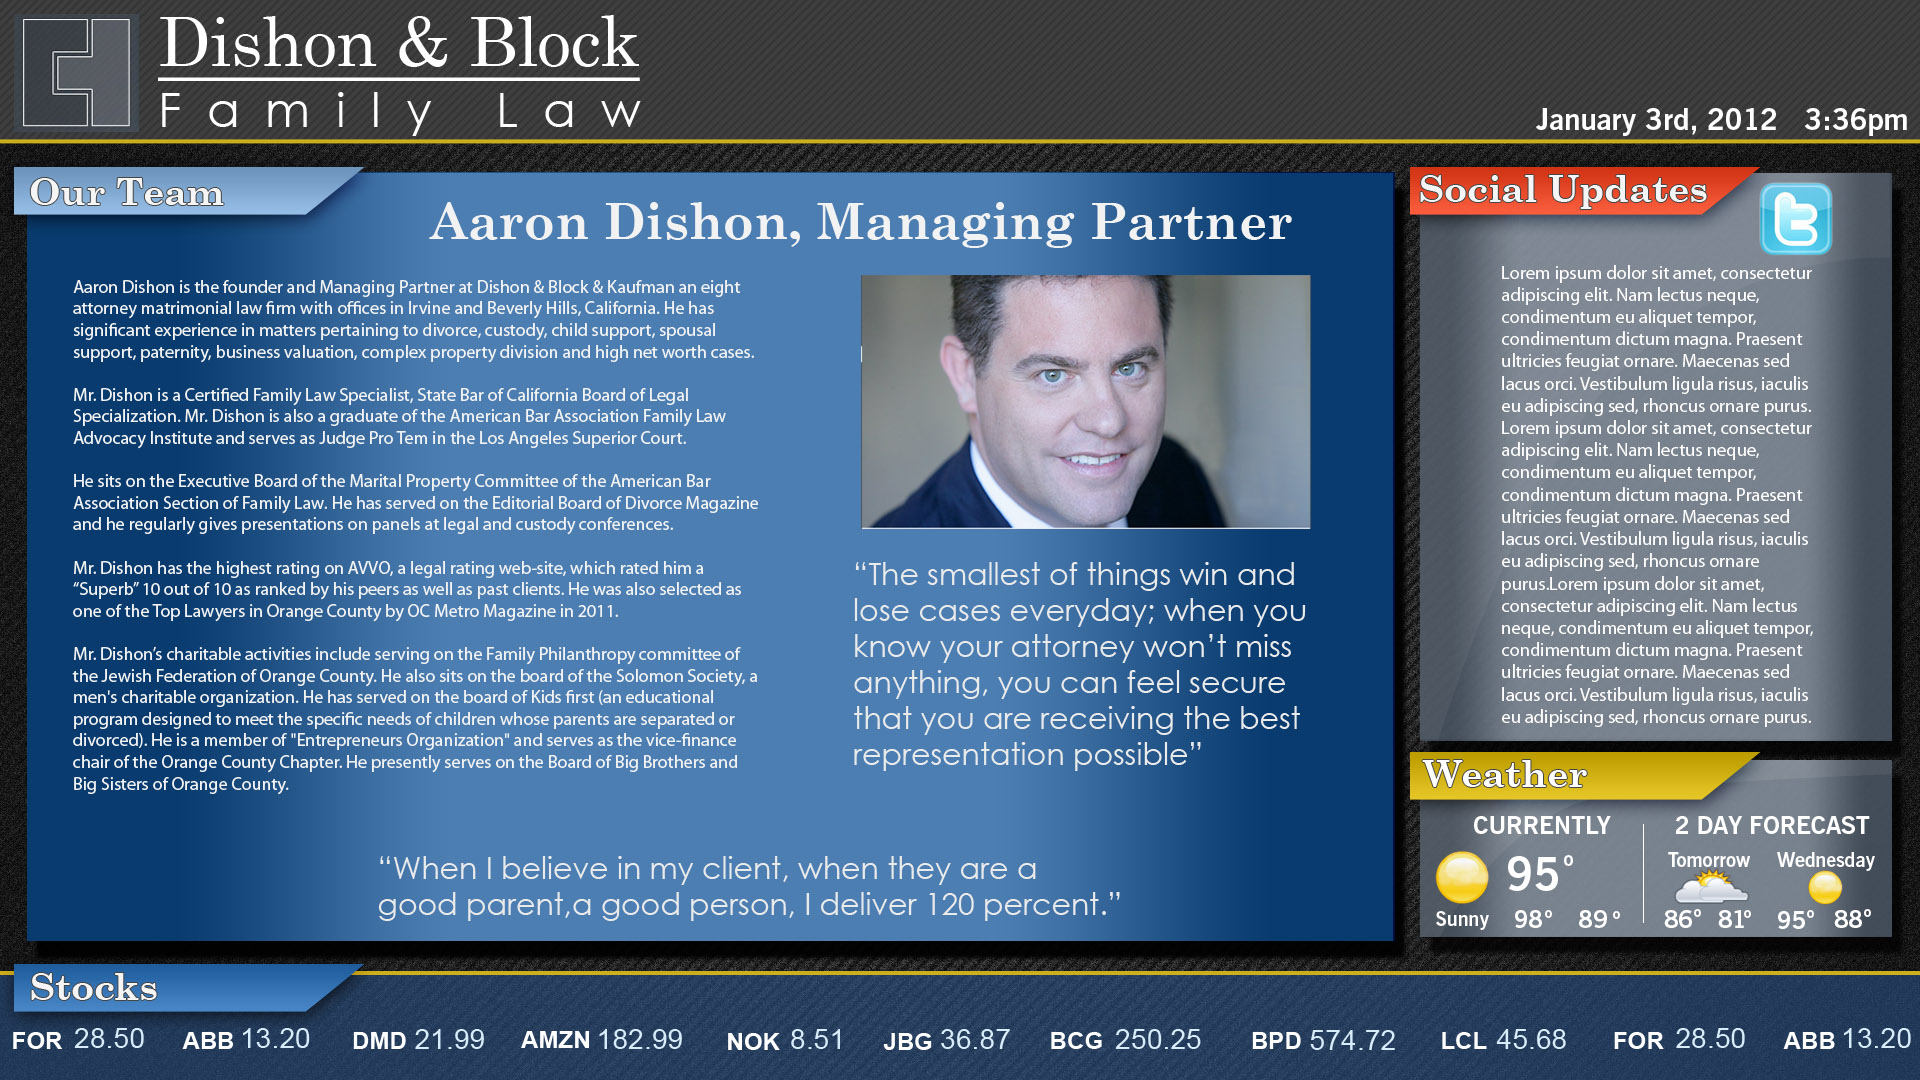 Dishon & Block
Family Law
January 3rd, 2012 3:36pm
Our Team
Aaron Dishon, Managing Partner
Aaron Dishon is the founder and Managing Partner at Dishon & Block & Kaufman an eight
attorney matrimonial law firm with offices in Irvine and Beverly Hills, California. He has
significant experience in matters pertaining to divorce, custody, child support, spousal
support, paternity, business valuation, complex property division and high net worth cases.
Mr. Dishon is a Certified Family Law Specialist, State Bar of California Board of Legal
Specialization. Mr. Dishon is also a graduate of the American Bar Association Family Law
Advocacy Institute and serves as Judge Pro Tem in the Los Angeles Superior Court.
He sits on the Executive Board of the Marital Property Committee of the American Bar
Association Section of Family Law. He has served on the Editorial Board of Divorce Magazine
and he regularly gives presentations on panels at legal and custody conferences.
Mr. Dishon has the highest rating on AVVO, a legal rating web-site, which rated him a
“Superb” 10 out of 10 as ranked by his peers as well as past clients. He was also selected as
one of the Top Lawyers in Orange County by OC Metro Magazine in 2011.
Mr. Dishon’s charitable activities include serving on the Family Philanthropy committee of
the Jewish Federation of Orange County. He also sits on the board of the Solomon Society, a
men's charitable organization. He has served on the board of Kids first (an educational
program designed to meet the specific needs of children whose parents are separated or
divorced). He is a member of "Entrepreneurs Organization" and serves as the vice-finance
chair of the Orange County Chapter. He presently serves on the Board of Big Brothers and
Big Sisters of Orange County.
“The smallest of things win and
lose cases everyday; when you
know your attorney won’t miss
anything, you can feel secure
that you are receiving the best
representation possible”
“When I believe in my client, when they are a
good parent,a good person, I deliver 120 percent.”
Social Updates
Lorem ipsum dolor sit amet, consectetur
adipiscing elit. Nam lectus neque,
condimentum eu aliquet tempor,
condimentum dictum magna. Praesent
ultricies feugiat ornare. Maecenas sed
lacus orci. Vestibulum ligula risus, iaculis
eu adipiscing sed, rhoncus ornare purus.
Lorem ipsum dolor sit amet, consectetur
adipiscing elit. Nam lectus neque,
condimentum eu aliquet tempor,
condimentum dictum magna. Praesent
ultricies feugiat ornare. Maecenas sed
lacus orci. Vestibulum ligula risus, iaculis
eu adipiscing sed, rhoncus ornare
purus.Lorem ipsum dolor sit amet,
consectetur adipiscing elit. Nam lectus
neque, condimentum eu aliquet tempor,
condimentum dictum magna. Praesent
ultricies feugiat ornare. Maecenas sed
lacus orci. Vestibulum ligula risus, iaculis
eu adipiscing sed, rhoncus ornare purus.
Weather
CURRENTLY
95°
Sunny 98° 89°
2 DAY FORECAST
Tomorrow Wednesday
86° 81° 95° 88°
Stocks
FOR 28.50 ABB 13.20 DMD 21.99 AMZN 182.99 NOK 8.51 JBG 36.87 BCG 250.25 BPD 574.72 LCL 45.68 FOR 28.50 ABB 13.20